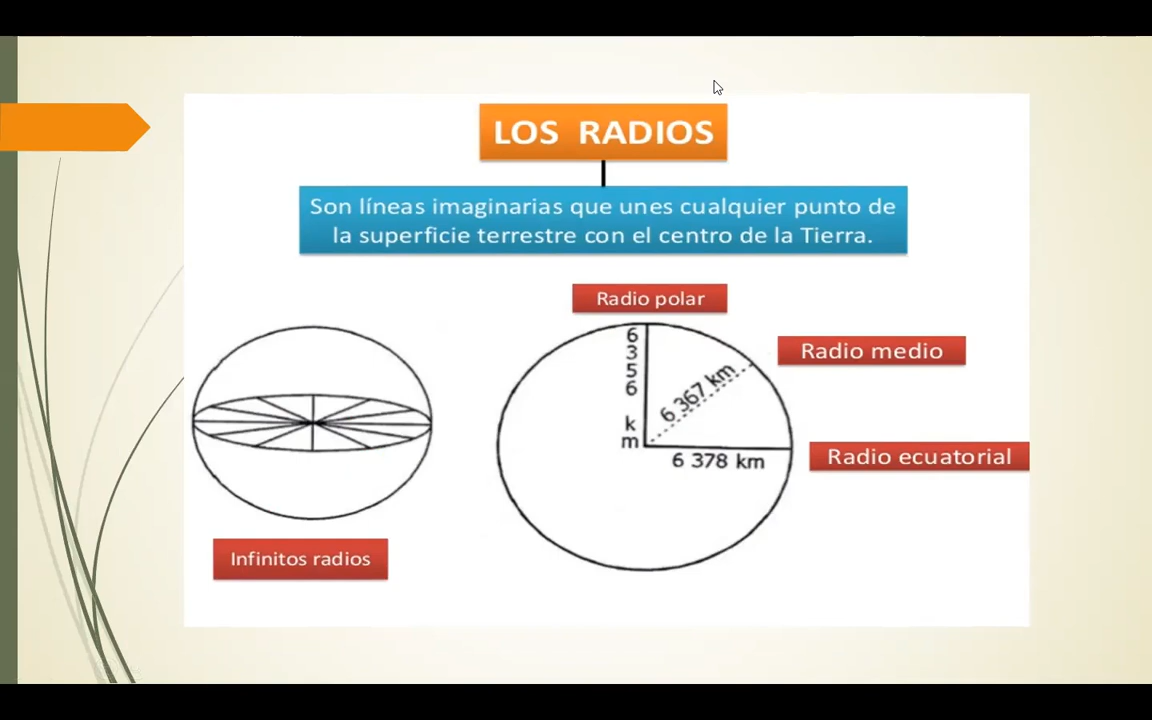 LOS RADIOS
Son líneas imaginarias que unes cualquier punto de
la superficie terrestre con el centro de la Tierra.
Radio polar
6
3
5
6
k
m
6 367 km
Radio medio
6 378 km
Radio ecuatorial
Infinitos radios